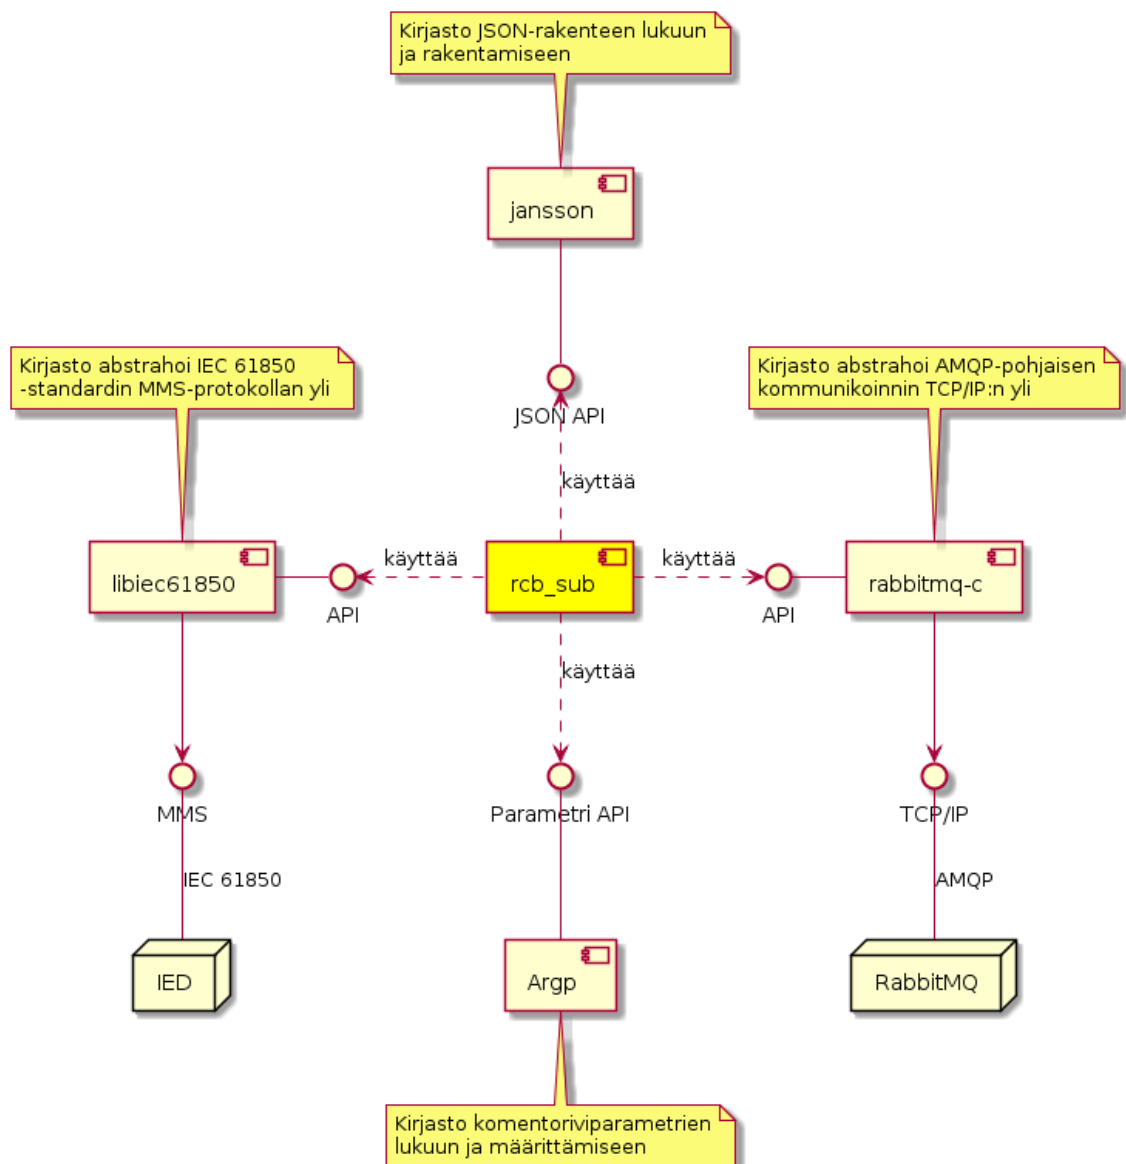 Kirjasto JSON-rakenteen lukuun
ja rakentamiseen
jansson
Kirjasto abstrahoi IEC 61850
-standardin MMS-protokollan yli
Kirjasto abstrahoi AMQP-pohjaisen
kommunikoinnin TCP/IP:n yli
JSON API
käyttää
libiec61850
API
käyttää
rcb_sub
käyttää
API
rabbitmq-c
käyttää
MMS
Parametri API
TCP/IP
IEC 61850
AMQP
IED
Argp
RabbitMQ
Kirjasto komentoriviparametrien
lukuun ja määrittämiseen